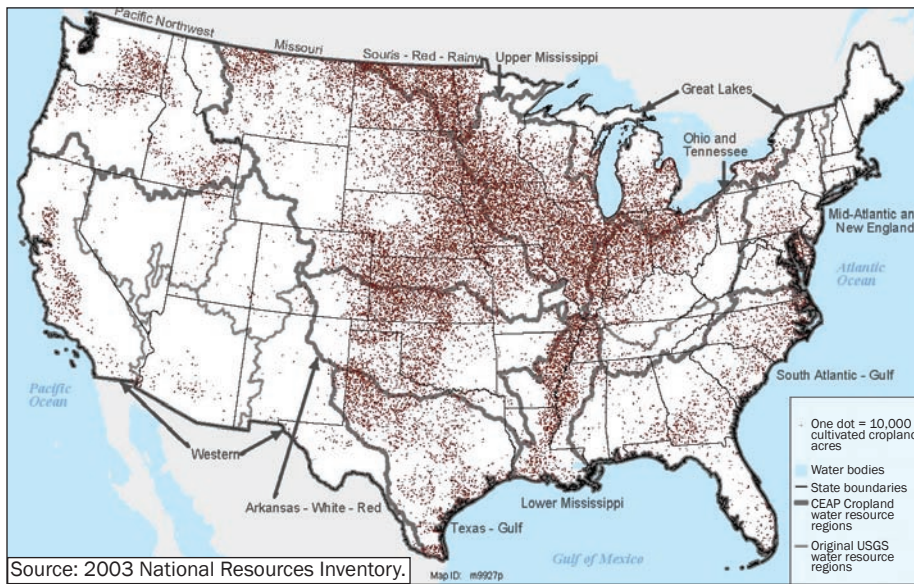 Pacific Northwest
Missouri
Souris - Red - Rainy
Upper Mississippi
Great Lakes
Ohio and
Tennessee
Mid-Atlantic an
New England
Atlantic
Ocean
South Atlantic - Gulf
Pacific
Ocean
Western
Arkansas - White - Red
Lower Mississippi
Texas - Gulf
Gulf of Mexico
One dot = 10,000
cultivated cropland
acres
Water bodies
State boundaries
CEAP Cropland
water resource
regions
Original USGS
water resource
regions
Source: 2003 National Resources Inventory.
Map ID: m9927p